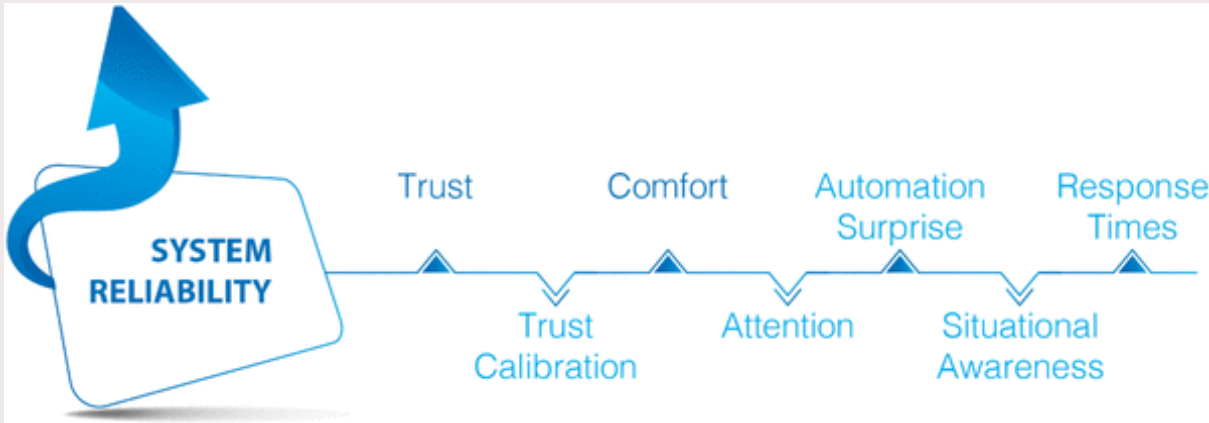 SYSTEM
RELIABILITY
Trust
Trust
Calibration
Comfort
Attention
Automation
Surprise
Situational
Awareness
Response
Times